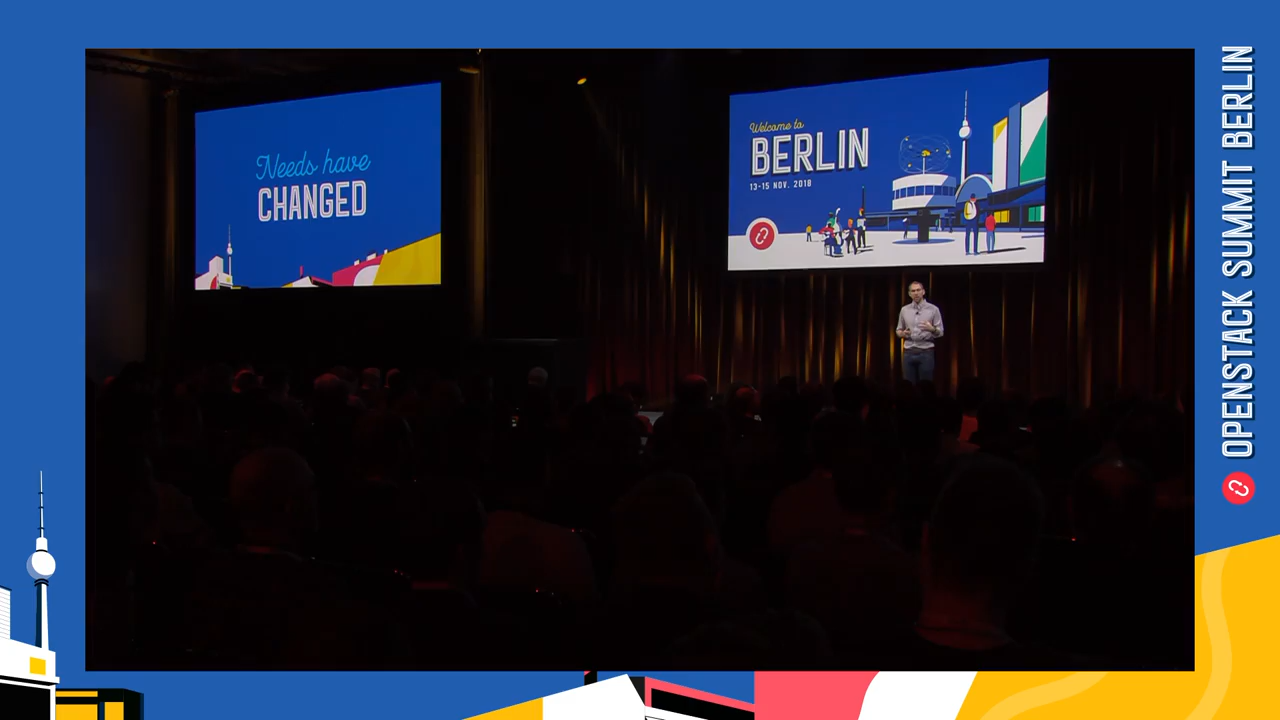 Needs have
CHANGED
Welcome to
BERLIN
13-15 NOV. 2018
OPENSTACK SUMMIT BERLIN